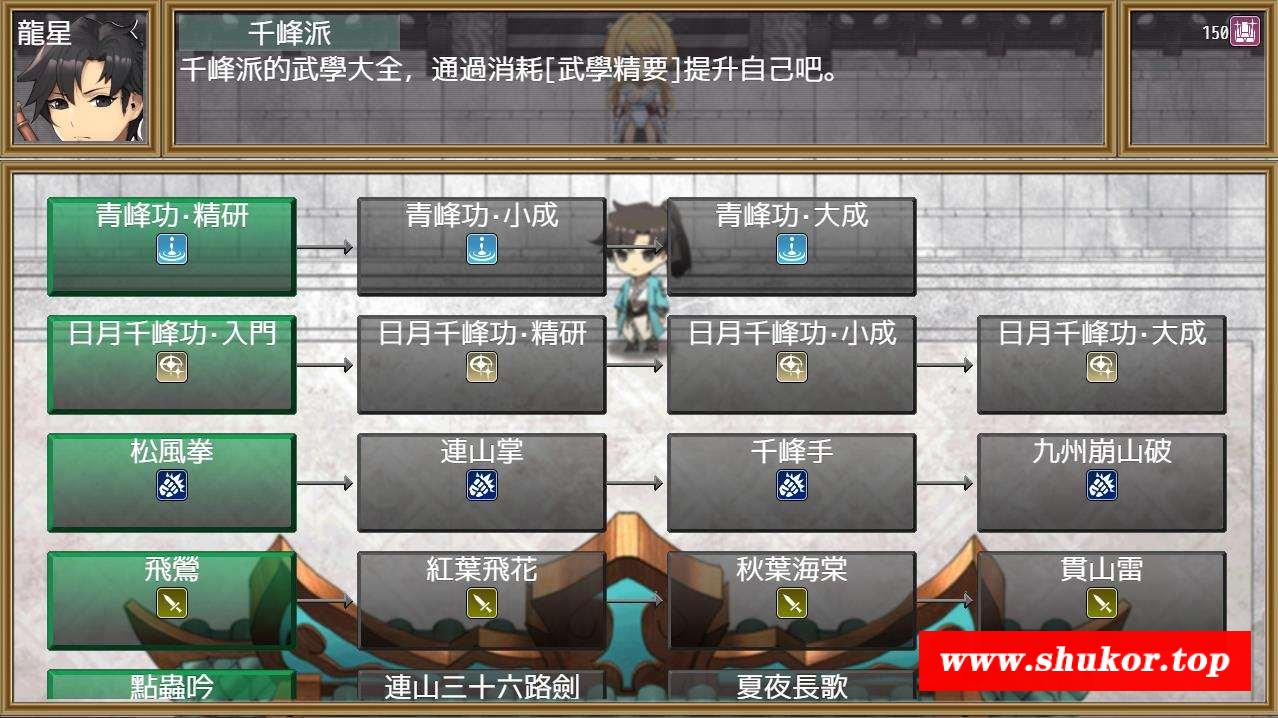 龍星
千峰派
150
千峰派的武學大全，通過消耗[武學精要]提升自己吧。
青峰功·精研
青峰功·小成
青峰功·大成
日月千峰功·入門
日月千峰功·精研
日月千峰功·小成
日月千峰功·大成
松風拳
連山掌
千峰手
九州崩山破
飛鶯
紅葉飛花
秋葉海棠
貫山雷
點蟲吟
連山三十六路劍
夏夜長歌
www.shukor.top